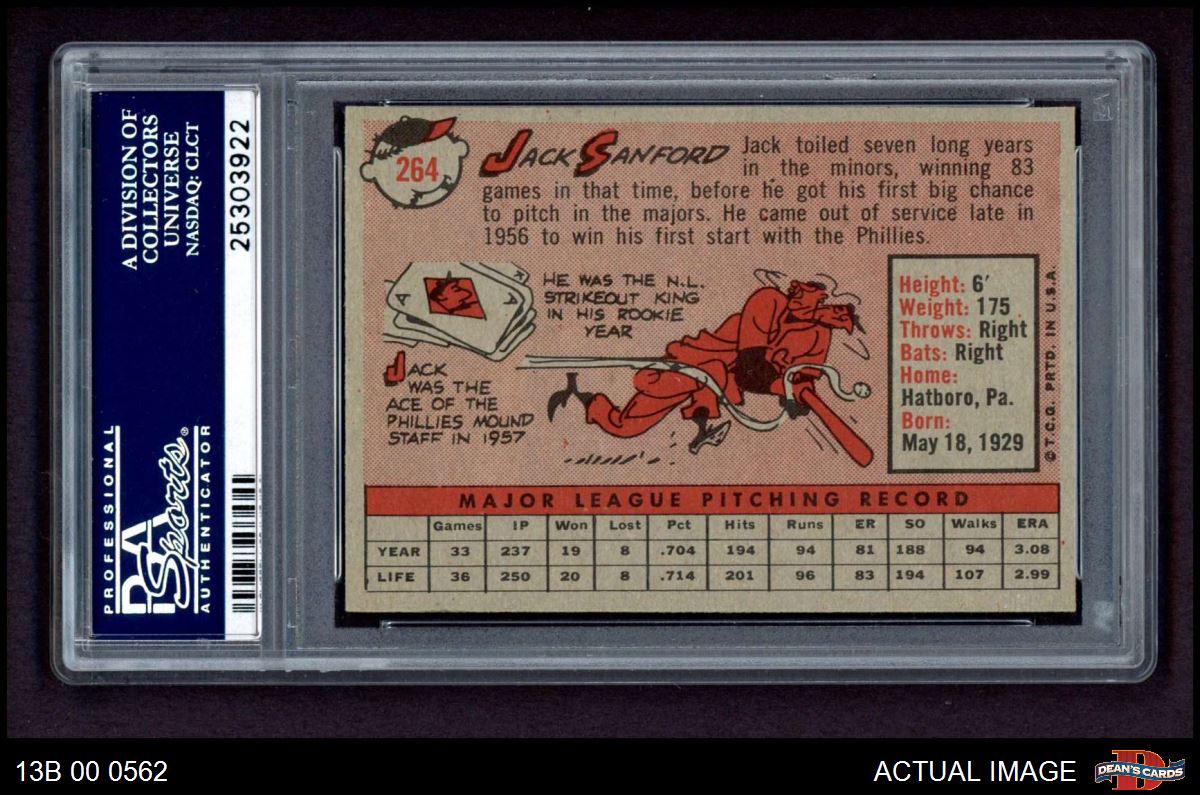 A DIVISION OF
COLLECTORS
UNIVERSE
NASDAQ: CLCT
25303922
PROFESSIONAL
PSA
Sports
AUTHENTICATOR
264
JACK SANFORD
Jack toiled seven long years
in the minors, winning 83
games in that time, before he got his first big chance
to pitch in the majors. He came out of service late in
1956 to win his first start with the Phillies.
A
K
A
HE WAS THE N.L.
STRIKEOUT KING
IN HIS ROOKIE
YEAR
JACK
WAS THE
ACE OF THE
PHILLIES MOUND
STAFF IN 1957
Height: 6'
Weight: 175
Throws: Right
Bats: Right
Home:
Hatboro, Pa.
Born:
May 18, 1929
© T.C.G. PRTD. IN U.S.A.
MAJOR LEAGUE PITCHING RECORD
Games IP Won Lost Pct Hits Runs ER SO Walks ERA
YEAR 33 237 19 8 .704 194 94 81 188 94 3.08
LIFE 36 250 20 8 .714 201 96 83 194 107 2.99
13B 00 0562
ACTUAL IMAGE
D
DEAN'S CARDS